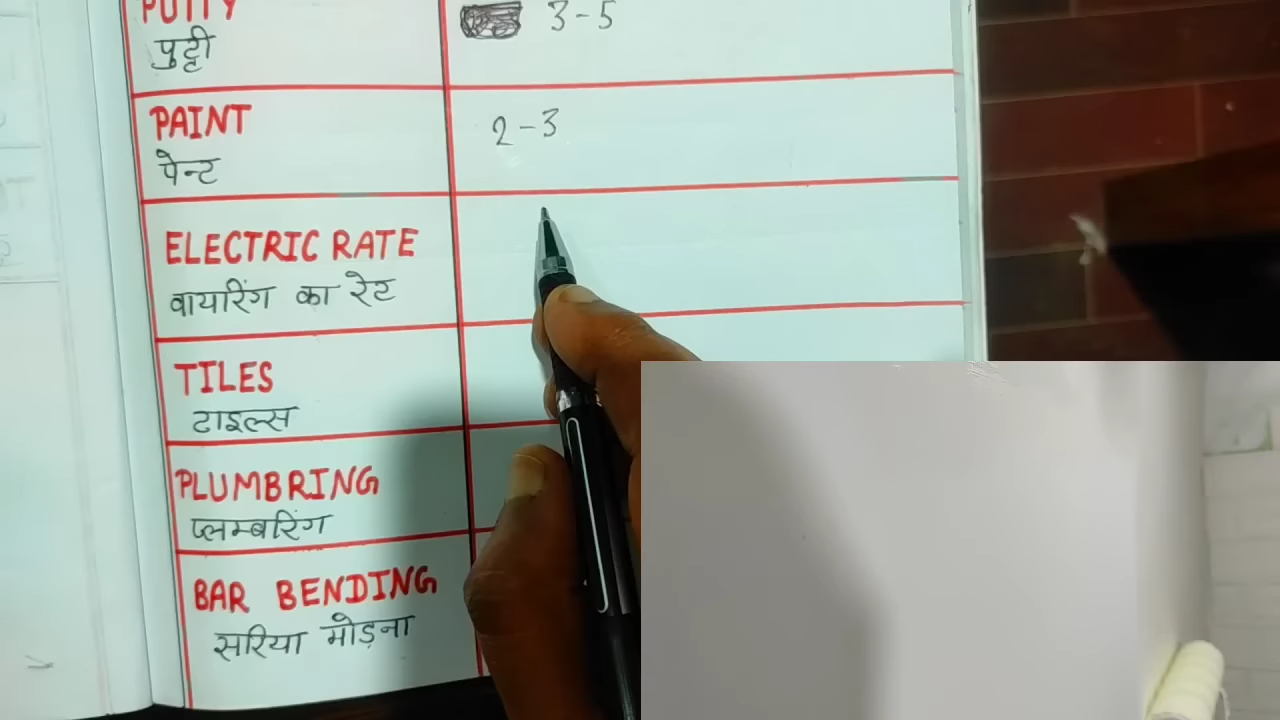 PUTTY
पुट्टी
3-5
PAINT
पेन्ट
2-3
ELECTRIC RATE
वायरिंग का रेट
TILES
टाइल्स
PLUMBRING
प्लम्बरिंग
BAR BENDING
सरिया मोड़ना